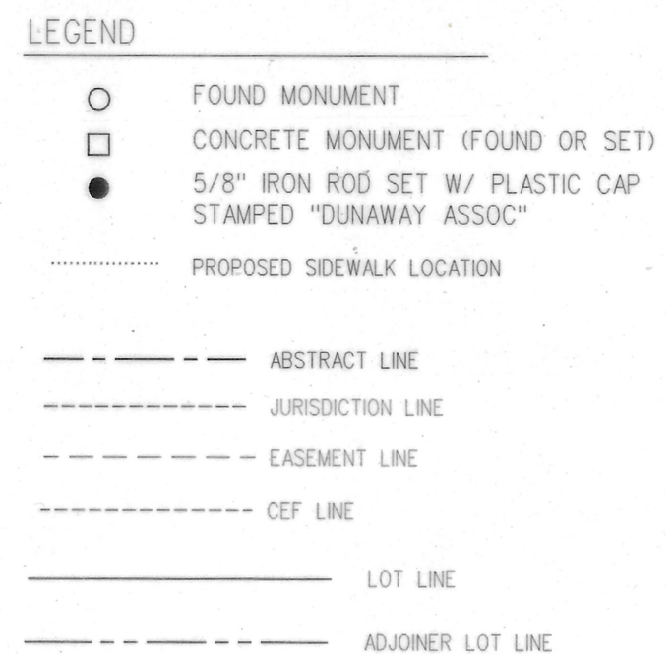 LEGEND
FOUND MONUMENT
CONCRETE MONUMENT (FOUND OR SET)
5/8" IRON ROD SET W/ PLASTIC CAP
STAMPED "DUNAWAY ASSOC"
PROPOSED SIDEWALK LOCATION
ABSTRACT LINE
JURISDICTION LINE
EASEMENT LINE
CEF LINE
LOT LINE
ADJOINER LOT LINE